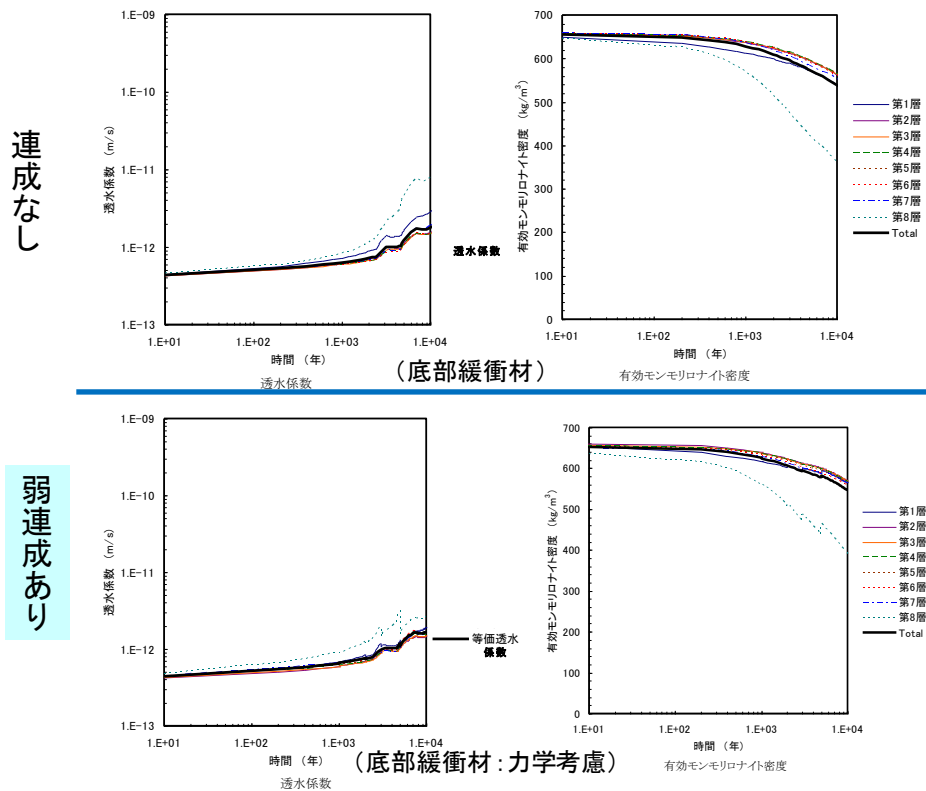 連成なし
1.E-09
1.E-10
1.E-11
1.E-12
1.E-13
透水係数 (m/s)
1.E+01
1.E+02
1.E+03
1.E+04
時間 (年)
透水係数
透水係数
700
600
500
400
300
200
100
0
有効モンモリロナイト密度 (kg/m³)
1.E+01
1.E+02
1.E+03
1.E+04
時間 (年)
有効モンモリロナイト密度
第1層
第2層
第3層
第4層
第5層
第6層
第7層
第8層
Total
(底部緩衝材)
弱連成あり
1.E-09
1.E-10
1.E-11
1.E-12
1.E-13
透水係数 (m/s)
1.E+01
1.E+02
1.E+03
1.E+04
時間 (年)
透水係数
等価透水
係数
700
600
500
400
300
200
100
0
有効モンモリロナイト密度 (kg/m³)
1.E+01
1.E+02
1.E+03
1.E+04
時間 (年)
有効モンモリロナイト密度
第1層
第2層
第3層
第4層
第5層
第6層
第7層
第8層
Total
(底部緩衝材:力学考慮)